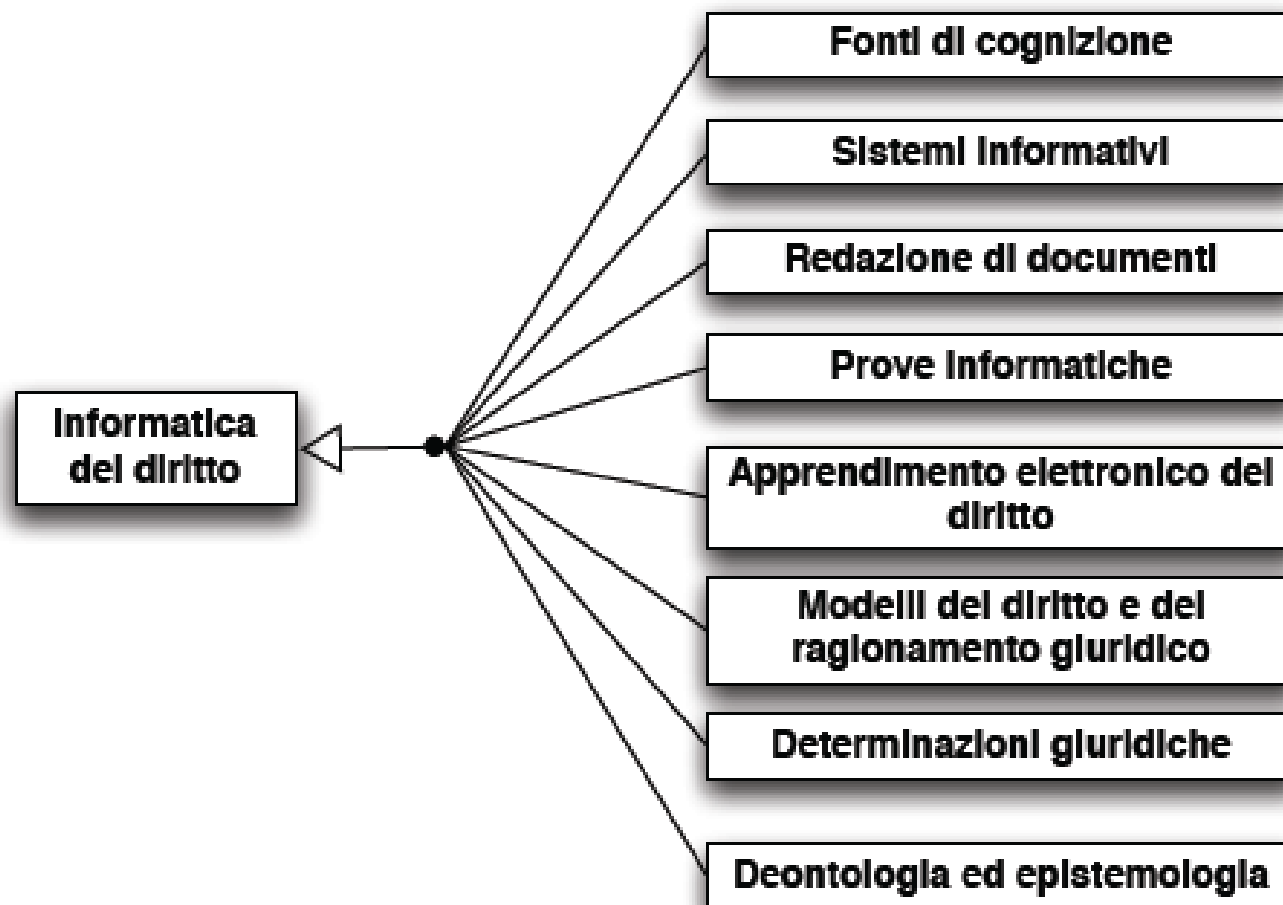 Fonti di cognizione
Sistemi informativi
Redazione di documenti
Prove informatiche
Informatica
del diritto
Apprendimento elettronico del
diritto
Modelli del diritto e del
ragionamento giuridico
Determinazioni giuridiche
Deontologia ed epistemologia